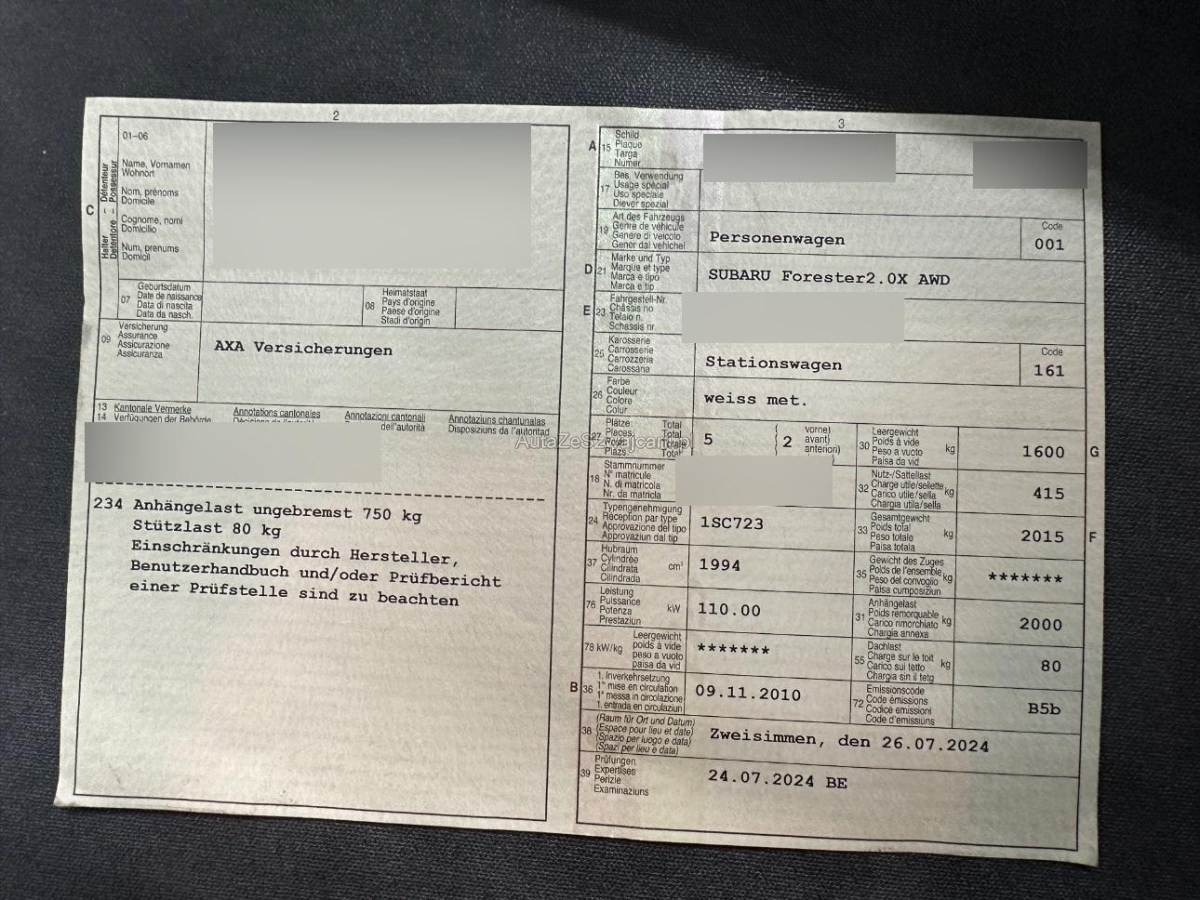 2
01-06
Halter – Détenteur
Detentore – Possessur
C
Name, Vornamen
Wohnort
Nom, prénoms
Domicile
Cognome, nomi
Domicilio
Num, prenums
Domicil
07
Geburtsdatum
Date de naissance
Data di nascita
Data da nasch.
08
Heimatstaat
Pays d'origine
Paese d'origine
Stadi d'origin
09
Versicherung
Assurance
Assicurazione
Assicuranza
AXA Versicherungen
13 Kantonale Vermerke Annotations cantonales Annotazioni cantonali Annotaziuns chantunales
14 Verfügungen der Behörde dell'autorità Disposiziuns da l'autoritad
234 Anhängelast ungebremst 750 kg
Stützlast 80 kg
Einschränkungen durch Hersteller,
Benutzerhandbuch und/oder Prüfbericht
einer Prüfstelle sind zu beachten
3
A 15
Schild
Plaque
Targa
Numer
17
Bes. Verwendung
Usage spécial
Uso speciale
Diever spezial
19
Art des Fahrzeugs
Genre de véhicule
Genere di veicolo
Gener dal vehichel
Personenwagen
Code
001
D 21
Marke und Typ
Marque et type
Marca e tipo
Marca e tip
SUBARU Forester2.0X AWD
E 23
Fahrgestell-Nr.
Châssis no
Telaio n.
Schassis nr.
25
Karosserie
Carrosserie
Carrozzeria
Carossaria
Stationswagen
Code
161
26
Farbe
Couleur
Colore
Colur
weiss met.
27
Plätze Total
Places Total
Posti Totale
Plazs. Total
5
2
vorne)
avant)
anteriori)
30
Leergewicht
Poids à vide
Peso a vuoto
Paisa da vid
kg
1600
G
18
Stammnummer
N° matricule
N. di matricola
Nr. da matricla
32
Nutz-/Sattellast
Charge utile/sellette
Carico utile/sella
Chargia utila/sella
kg
415
24
Typengenehmigung
Réception par type
Approvazione del tipo
Approvaziun dal tip
1SC723
33
Gesamtgewicht
Poids total
Peso totale
Paisa totala
kg
2015
F
37
Hubraum
Cylindrée
Cilindrata
Cilindrada
cm³
1994
35
Gewicht des Zuges
Poids de l'ensemble
Peso del convoglio
Paisa cumposiziun
kg
*******
76
Leistung
Puissance
Potenza
Prestaziun
kW
110.00
31
Anhängelast
Poids remorquable
Carico rimorchiato
Chargia annexa
kg
2000
78 kW/kg
Leergewicht
poids à vide
peso a vuoto
paisa da vid
*******
55
Dachlast
Charge sur le toit
Carico sul tetto
Chargia sin il tetg
kg
80
B 36
1. Inverkehrsetzung
1re mise en circulation
1a messa in circolazione
1. entrada en circulaziun
09.11.2010
72
Emissionscode
Code émissions
Codice emissioni
Code d'emissiuns
B5b
38
(Raum für Ort und Datum)
(Espace pour lieu et date)
(Spazio per luogo e data)
(Spazi per lieu e data)
Zweisimmen, den 26.07.2024
39
Prüfungen
Expertises
Perizie
Examinaziuns
24.07.2024 BE